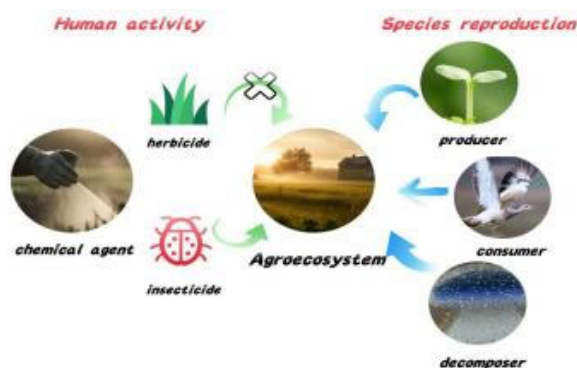 Human activity
Species reproduction
herbicide
producer
chemical agent
Agroecosystem
consumer
insecticide
decomposer